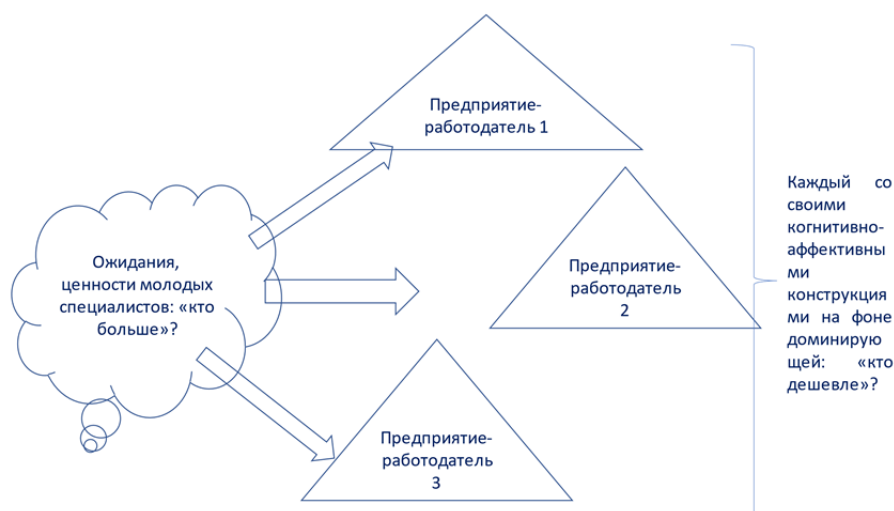 Предприятие-
работодатель 1
Ожидания,
ценности молодых
специалистов: «кто
больше»?
Предприятие-
работодатель
2
Предприятие-
работодатель
3
Каждый со
своими
когнитивно-
аффективны
ми
конструкция
ми на фоне
доминирую
щей: «кто
дешевле»?